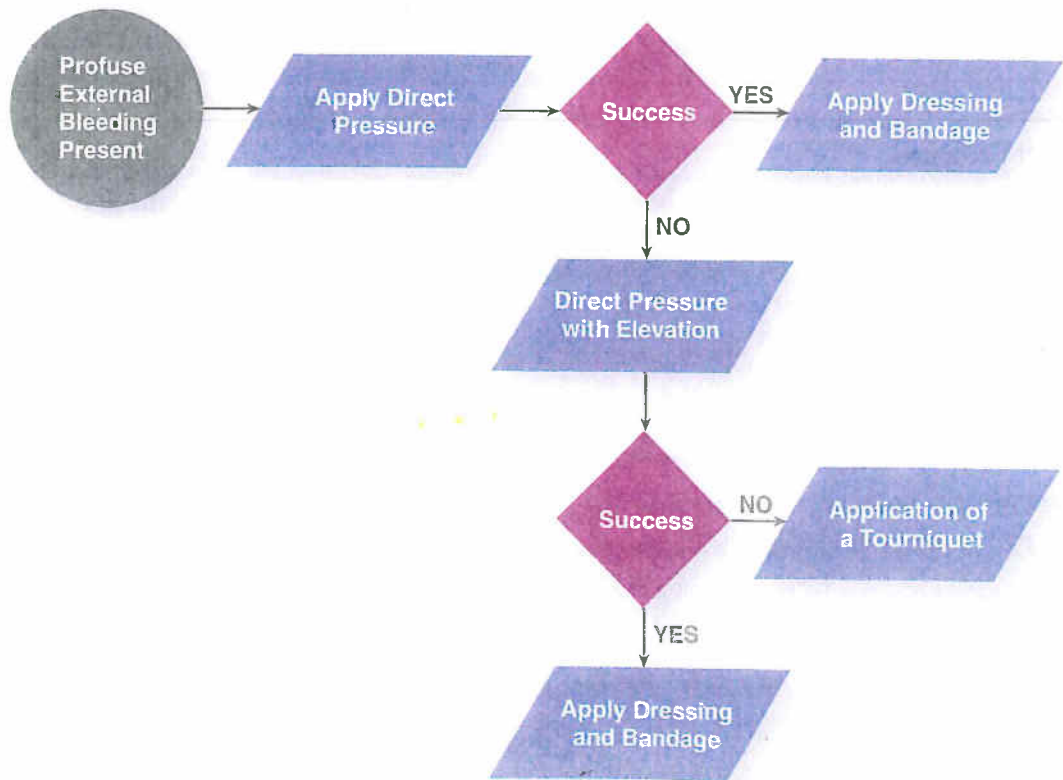 Profuse
External
Bleeding
Present
Apply Direct
Pressure
Success
YES
Apply Dressing
and Bandage
NO
Direct Pressure
with Elevation
Success
NO
Application of
a Tourniquet
YES
Apply Dressing
and Bandage